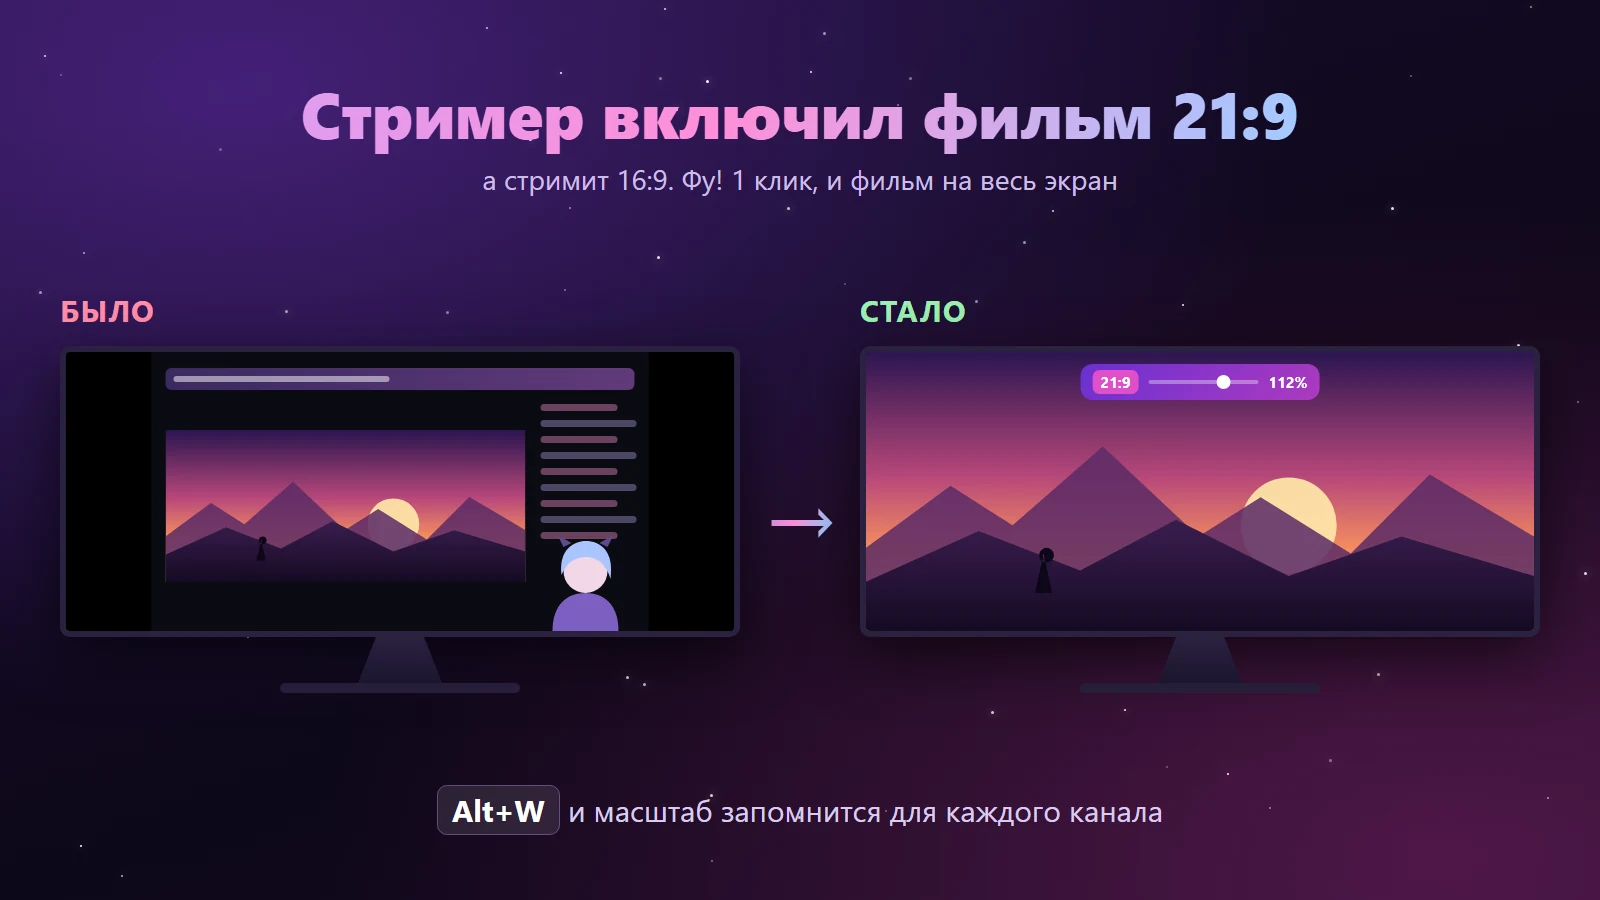 Стример включил фильм 21:9
а стримит 16:9. Фу! 1 клик, и фильм на весь экран
БЫЛО
СТАЛО
21:9 112%
Alt+W и масштаб запомнится для каждого канала